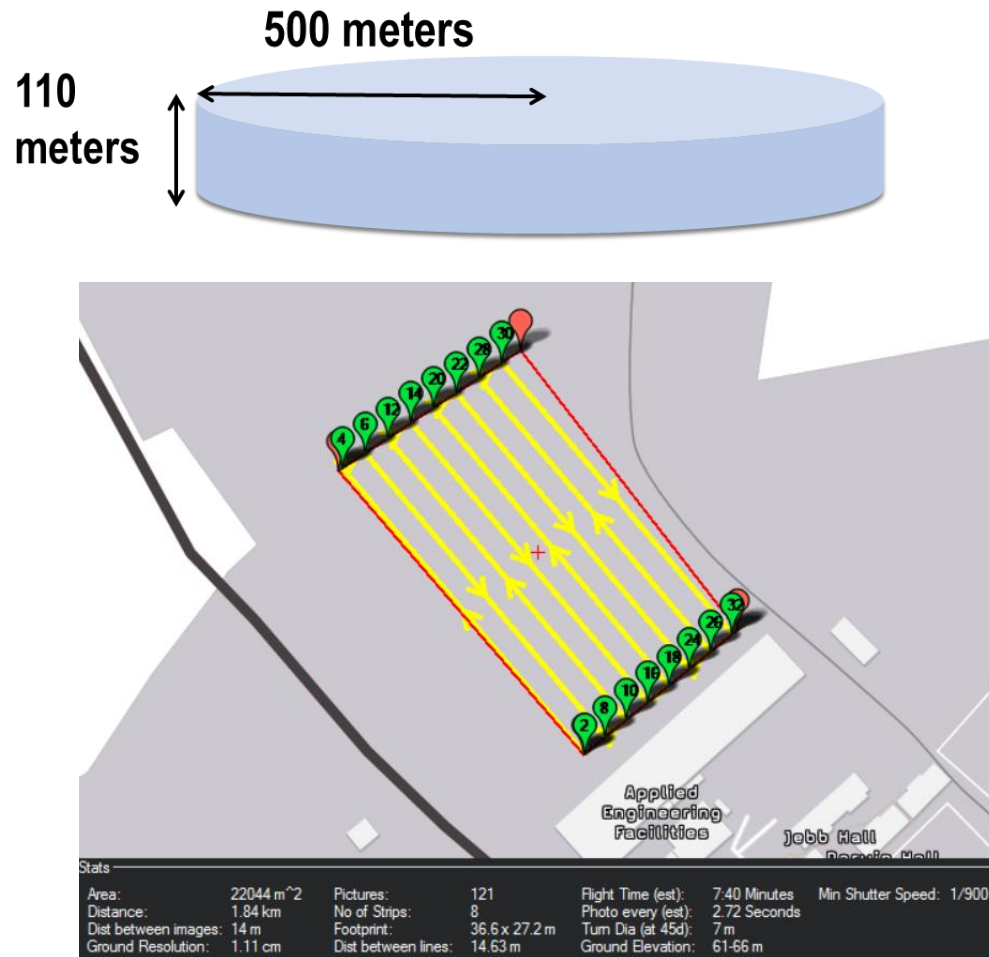 500 meters
110
meters
30
28
22
20
14
12
6
4
32
26
24
18
16
10
8
2
Applied
Engineering
Facilities
Jebb Hall
Darwin Hall
Stats
Area: 22044 m^2 Pictures: 121 Flight Time (est): 7:40 Minutes Min Shutter Speed: 1/900
Distance: 1.84 km No of Strips: 8 Photo every (est): 2.72 Seconds
Dist between images: 14 m Footprint: 36.6 x 27.2 m Turn Dia (at 45d): 7 m
Ground Resolution: 1.11 cm Dist between lines: 14.63 m Ground Elevation: 61-66 m